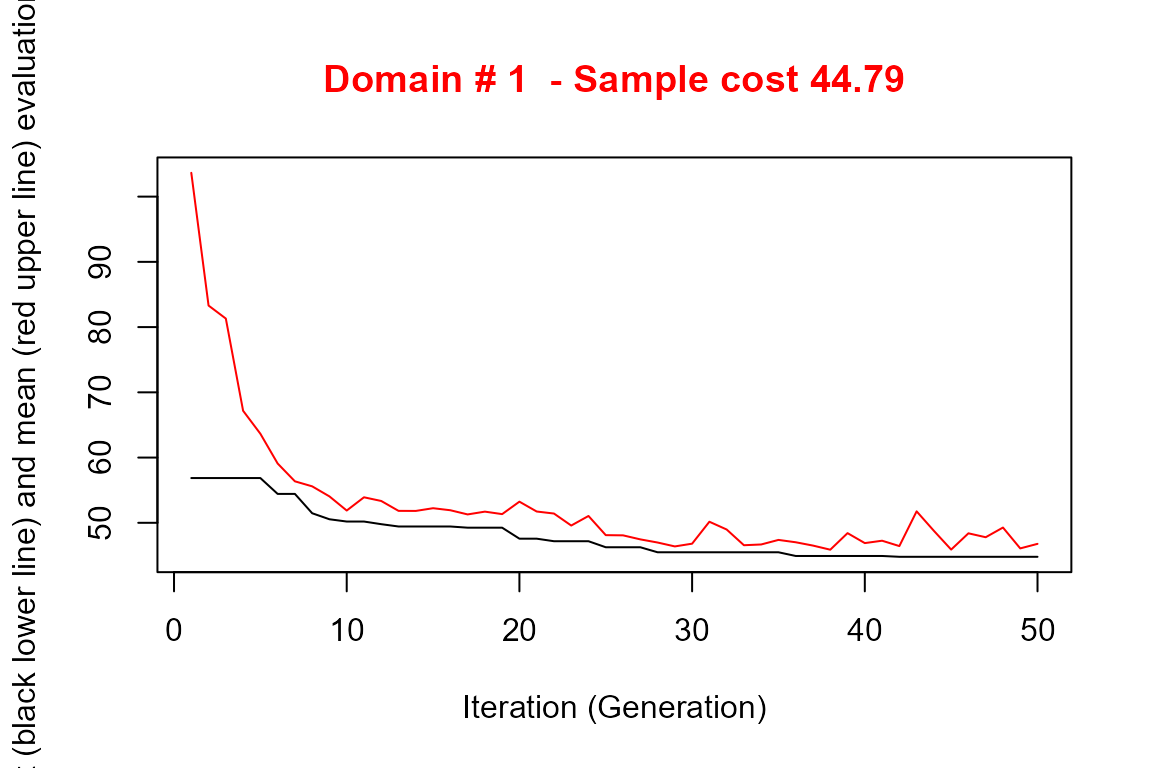 Domain # 1  - Sample cost 44.79
(black lower line) and mean (red upper line)
90
80
70
60
50
0 10 20 30 40 50
Iteration (Generation)